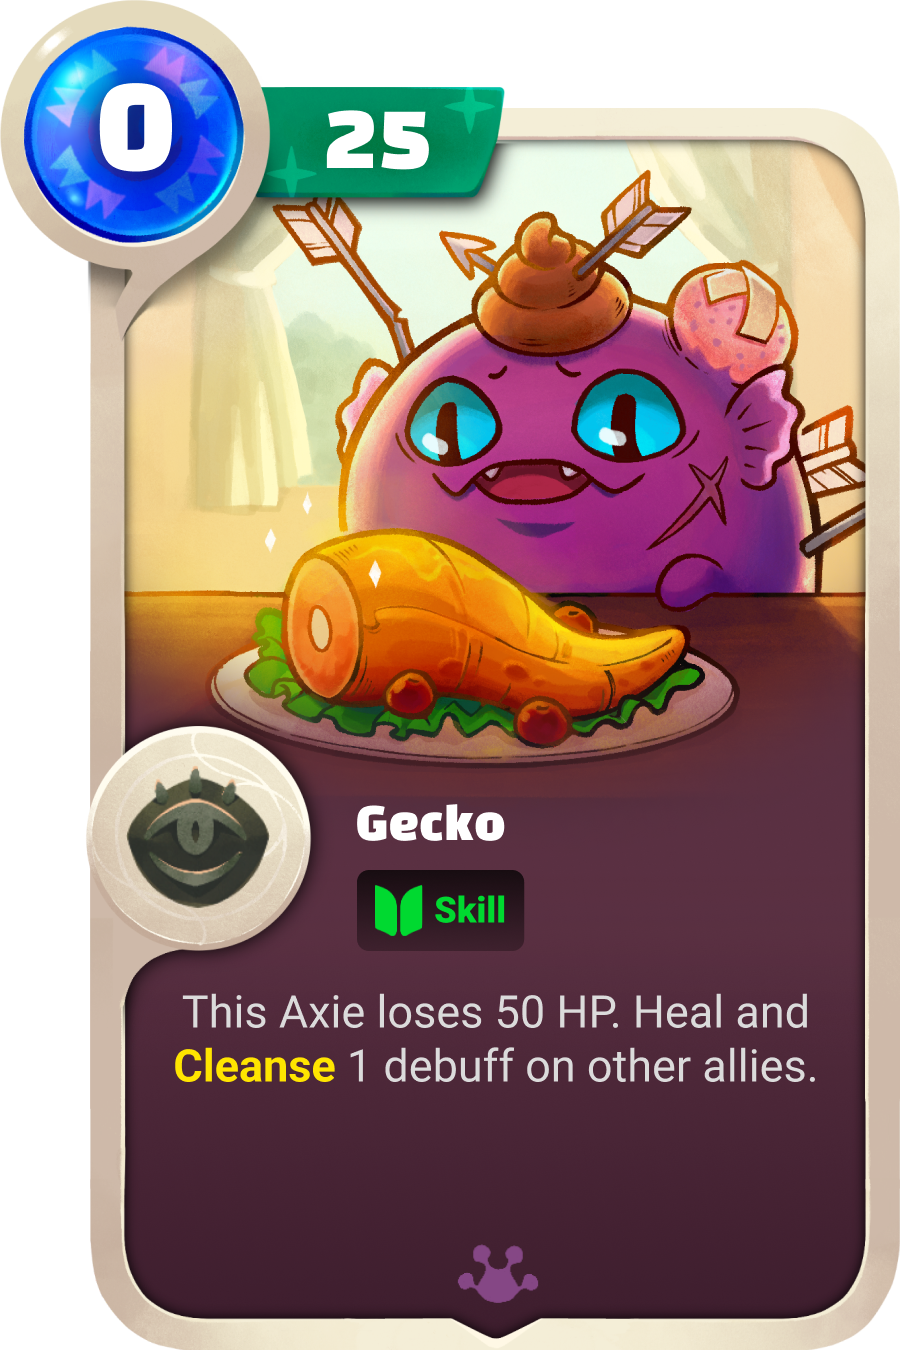 0
25
Gecko
Skill
This Axie loses 50 HP. Heal and
Cleanse 1 debuff on other allies.